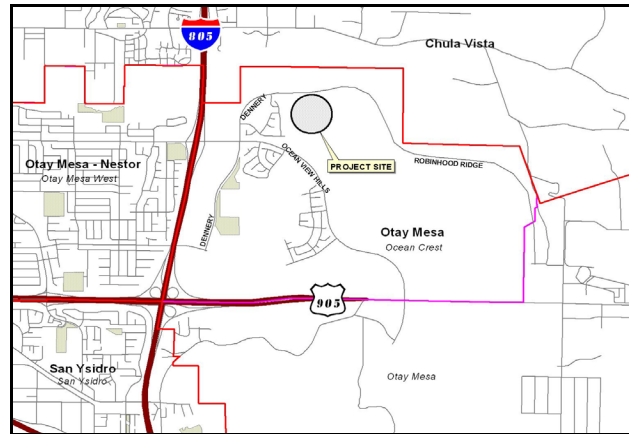 805
Chula Vista
DENNERY
OCEAN VIEW HILLS
PROJECT SITE
ROBINHOOD RIDGE
Otay Mesa - Nestor
Otay Mesa West
DENNERY
Otay Mesa
Ocean Crest
905
San Ysidro
San Ysidro
Otay Mesa